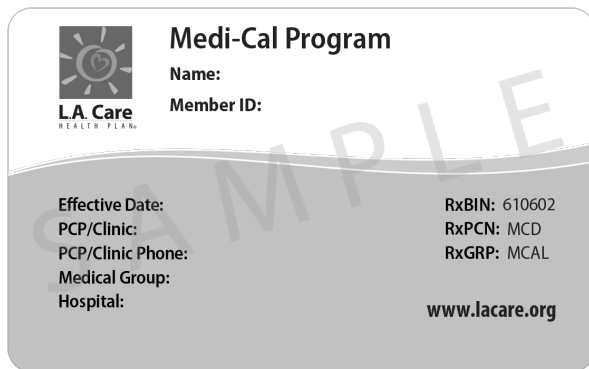 Medi-Cal Program
Name:
Member ID:
L.A. Care
HEALTH PLAN®
SAMPLE
Effective Date:
PCP/Clinic:
PCP/Clinic Phone:
Medical Group:
Hospital:
RxBIN: 610602
RxPCN: MCD
RxGRP: MCAL
www.lacare.org